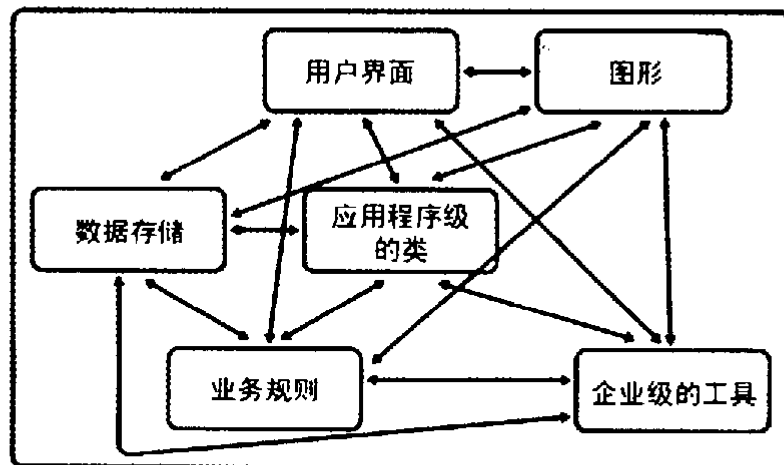 用户界面
图形
数据存储
应用程序级
的类
业务规则
企业级的工具